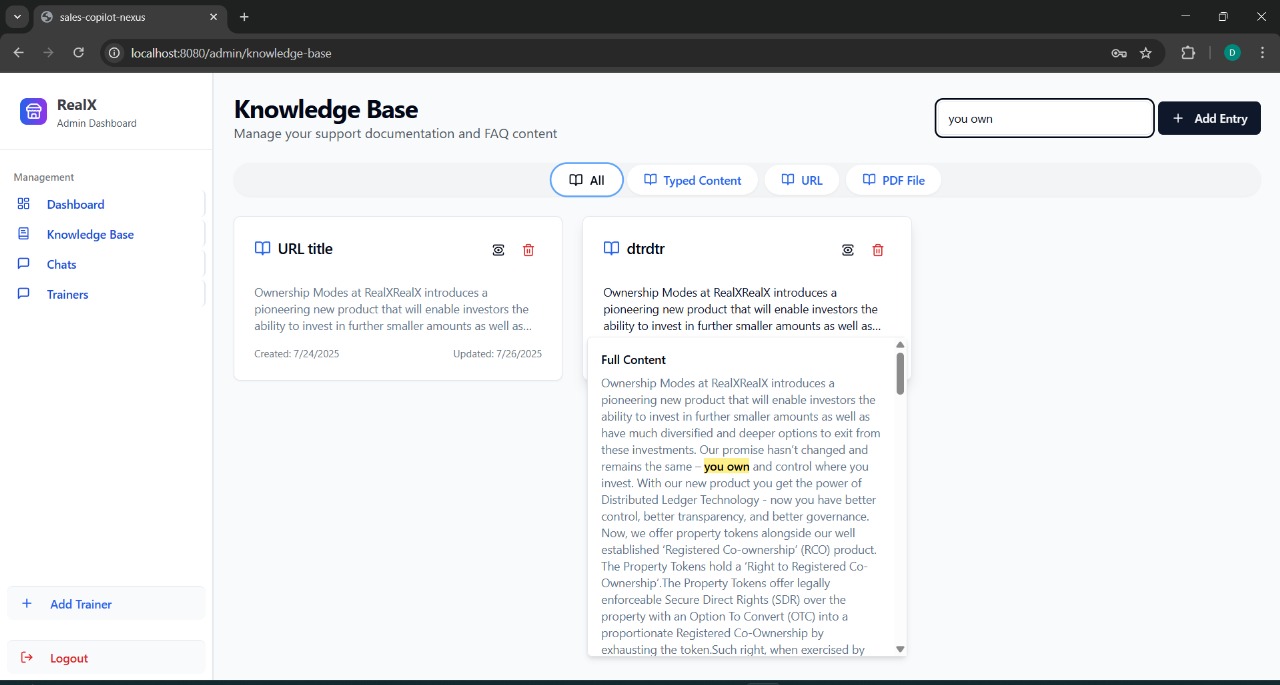 sales-copilot-nexus
localhost:8080/admin/knowledge-base
D
RealX
Admin Dashboard
Management
Dashboard
Knowledge Base
Chats
Trainers
Add Trainer
Logout
Knowledge Base
Manage your support documentation and FAQ content
you own
Add Entry
All
Typed Content
URL
PDF File
URL title
Ownership Modes at RealXRealX introduces a
pioneering new product that will enable investors the
ability to invest in further smaller amounts as well as...
Created: 7/24/2025
Updated: 7/26/2025
dtrdtr
Ownership Modes at RealXRealX introduces a
pioneering new product that will enable investors the
ability to invest in further smaller amounts as well as...
Full Content
Ownership Modes at RealXRealX introduces a
pioneering new product that will enable investors the
ability to invest in further smaller amounts as well as
have much diversified and deeper options to exit from
these investments. Our promise hasn't changed and
remains the same – you own and control where you
invest. With our new product you get the power of
Distributed Ledger Technology - now you have better
control, better transparency, and better governance.
Now, we offer property tokens alongside our well
established ‘Registered Co-ownership’ (RCO) product.
The Property Tokens hold a ‘Right to Registered Co-
Ownership’.The Property Tokens offer legally
enforceable Secure Direct Rights (SDR) over the
property with an Option To Convert (OTC) into a
proportionate Registered Co-Ownership by
exhausting the token.Such right, when exercised by